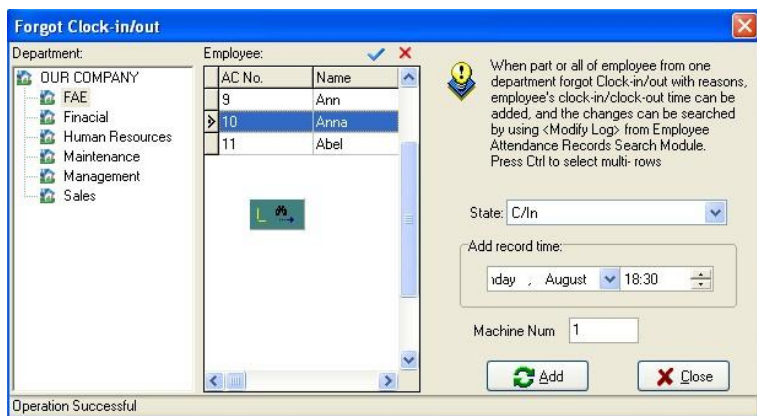 Forgot Clock-in/out
Department:
OUR COMPANY
FAE
Finacial
Human Resources
Maintenance
Management
Sales
Employee:
AC No. Name
9 Ann
10 Anna
11 Abel
When part or all of employee from one
department forgot Clock-in/out with reasons,
employee's clock-in/clock-out time can be
added, and the changes can be searched
by using <Modify Log> from Employee
Attendance Records Search Module.
Press Ctrl to select multi- rows
State: C/In
Add record time:
day , August 18:30
Machine Num 1
Add Close
Operation Successful